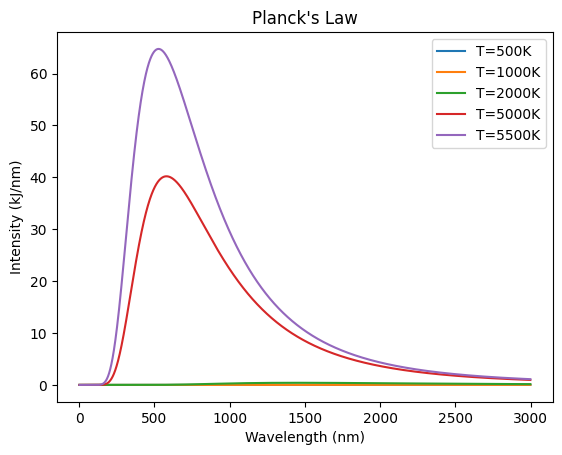 Planck's Law
T=500K
T=1000K
T=2000K
T=5000K
T=5500K
Intensity (kJ/nm)
60
50
40
30
20
10
0
0 500 1000 1500 2000 2500 3000
Wavelength (nm)